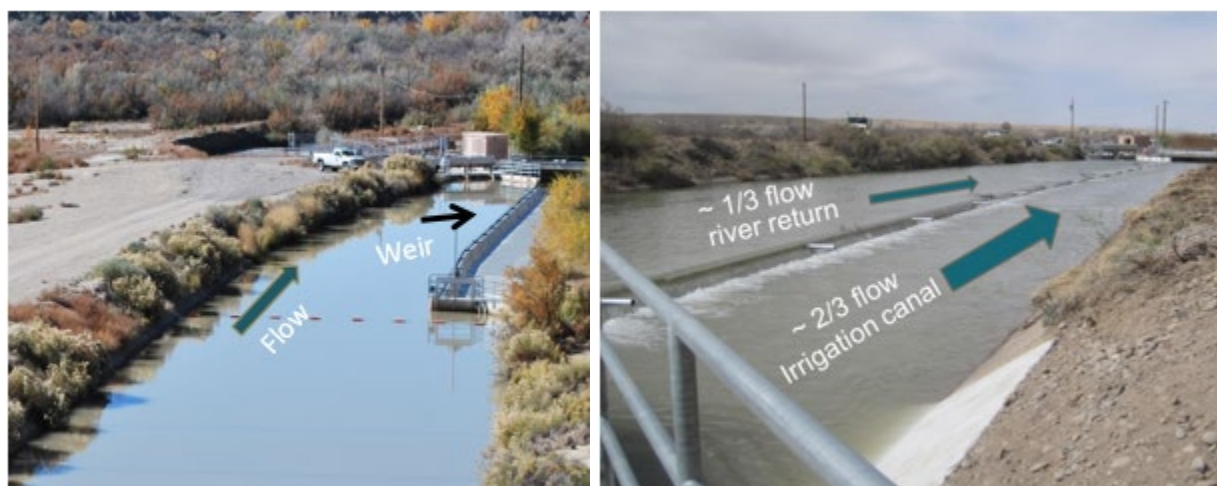 Flow
Weir
~ 1/3 flow
river return
~ 2/3 flow
Irrigation canal